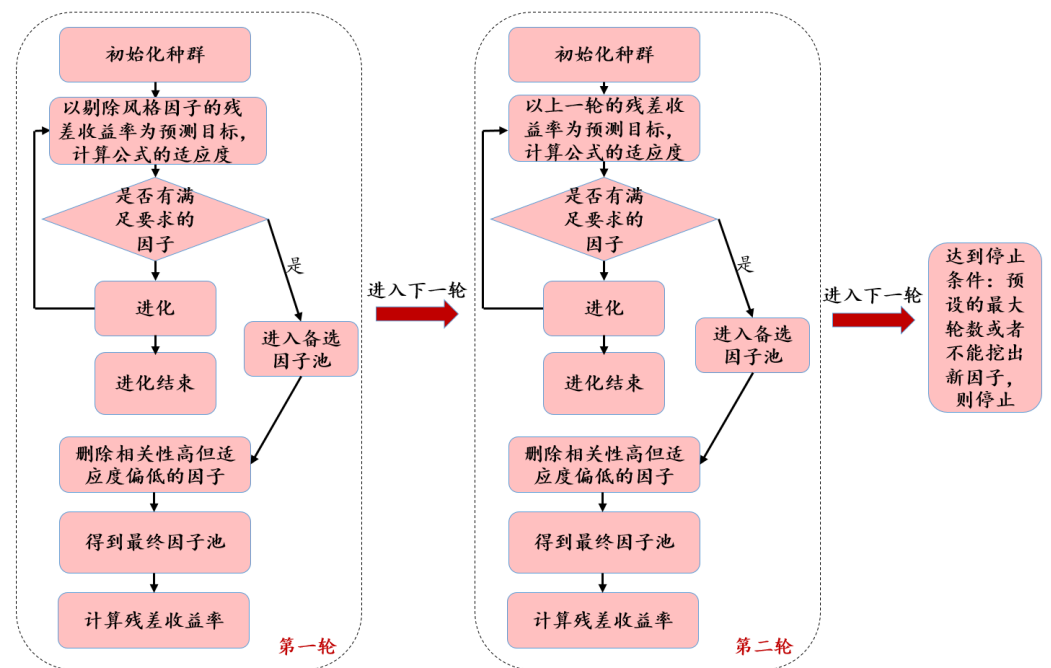 初始化种群
以剔除风格因子的残
差收益率为预测目标，
计算公式的适应度
是否有满
足要求的
因子
是
进化
进入备选
因子池
进化结束
删除相关性高但适
应度偏低的因子
得到最终因子池
计算残差收益率
第一轮
进入下一轮
初始化种群
以上一轮的残差收
益率为预测目标，
计算公式的适应度
是否有满
足要求的
因子
是
进化
进入备选
因子池
进化结束
删除相关性高但适
应度偏低的因子
得到最终因子池
计算残差收益率
第二轮
进入下一轮
达到停止
条件：预
设的最大
轮数或者
不能挖出
新因子，
则停止